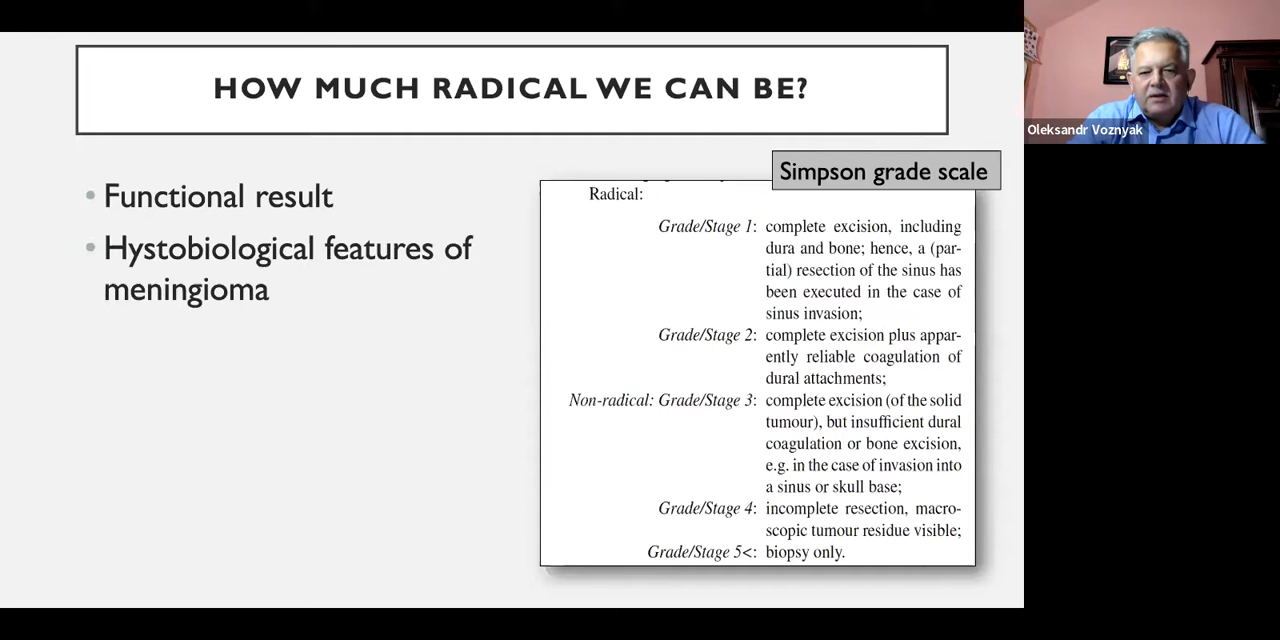 HOW MUCH RADICAL WE CAN BE?
• Functional result
• Hystobiological features of
meningioma
Simpson grade scale
Radical:
Grade/Stage 1: complete excision, including
dura and bone; hence, a (par-
tial) resection of the sinus has
been executed in the case of
sinus invasion;
Grade/Stage 2: complete excision plus appar-
ently reliable coagulation of
dural attachments;
Non-radical: Grade/Stage 3: complete excision (of the solid
tumour), but insufficient dural
coagulation or bone excision,
e.g. in the case of invasion into
a sinus or skull base;
Grade/Stage 4: incomplete resection, macro-
scopic tumour residue visible;
Grade/Stage 5<: biopsy only.
Oleksandr Voznyak